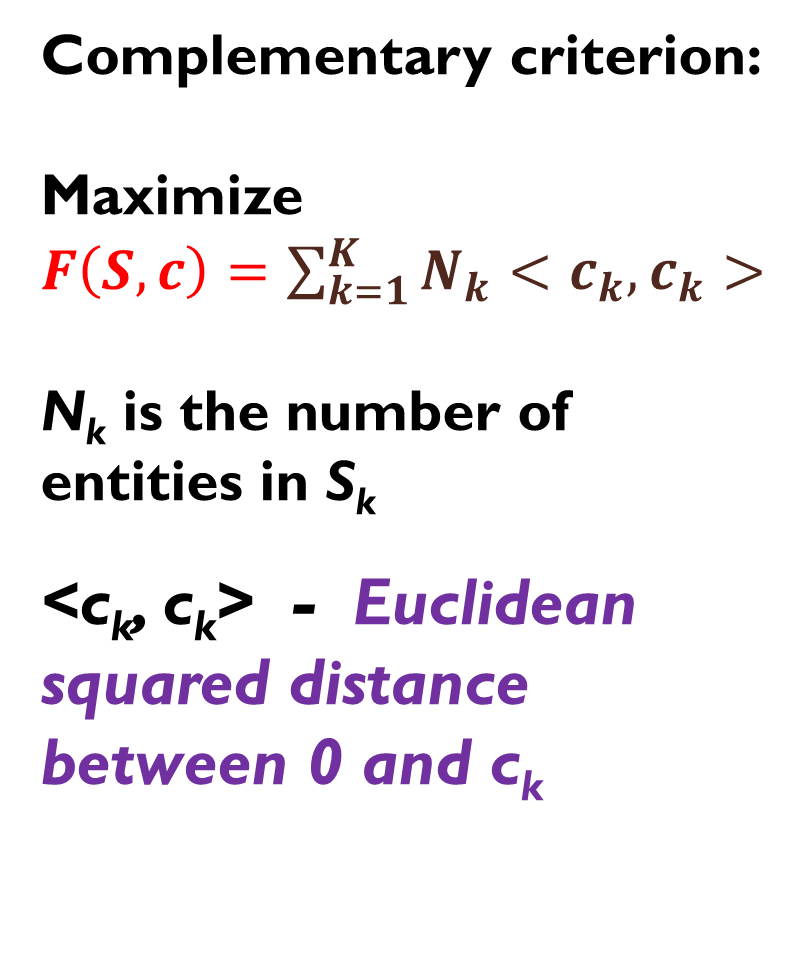 Complementary criterion:
Maximize
F(S, c) = ∑_{k=1}^{K} N_k < c_k, c_k >
N_k is the number of
entities in S_k
<c_k, c_k> - Euclidean
squared distance
between 0 and c_k